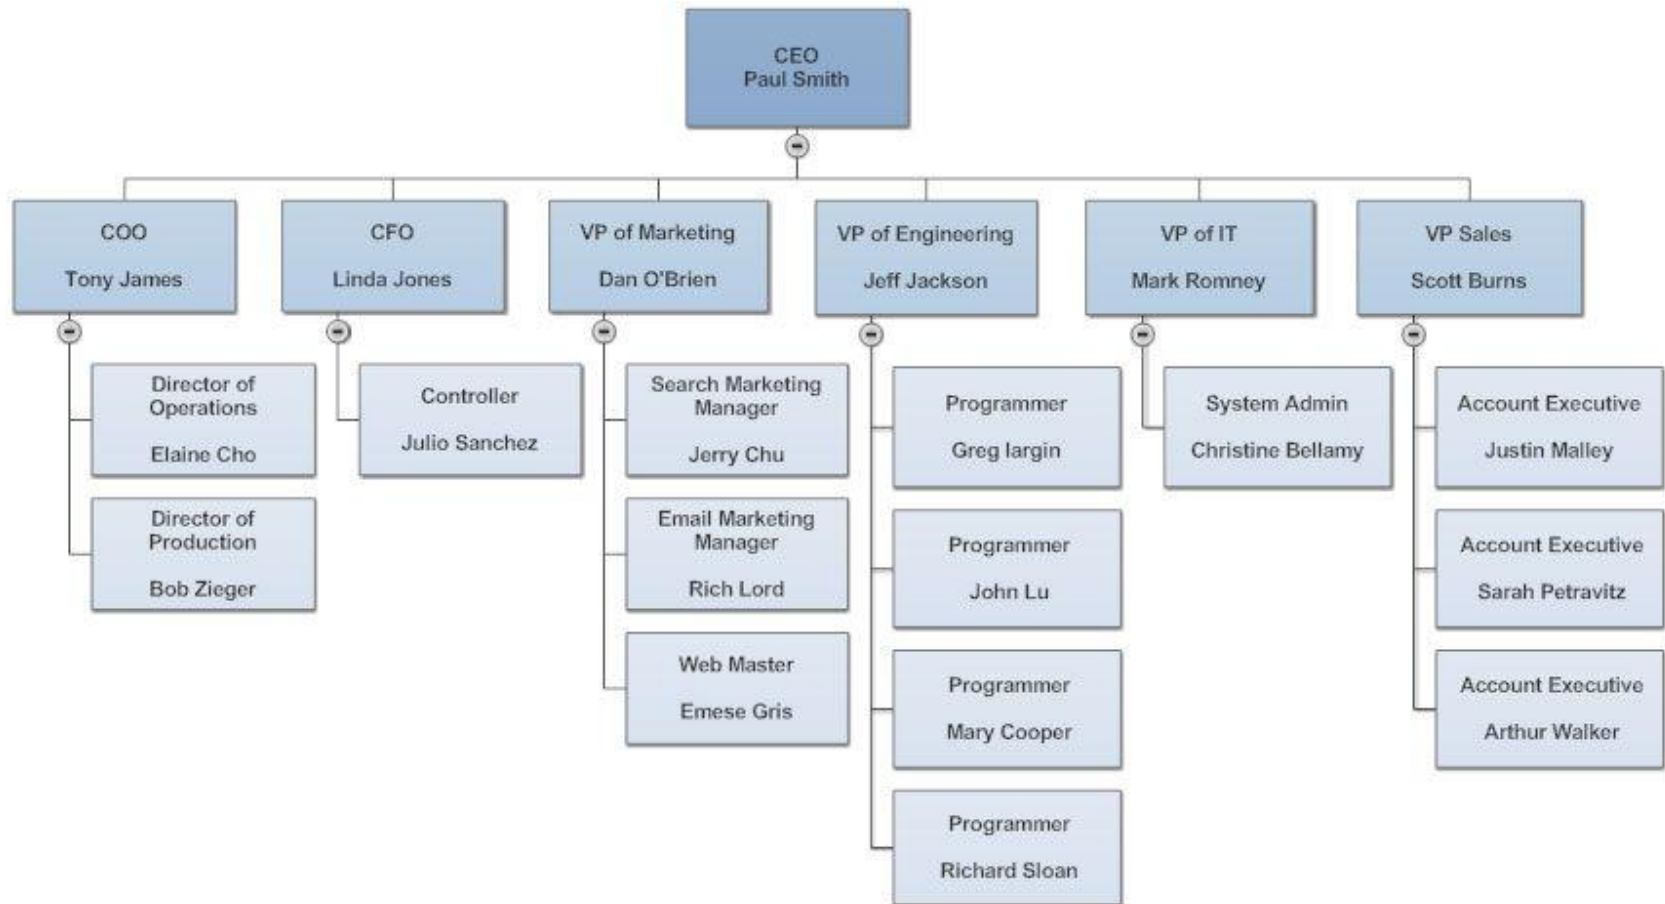 CEO
Paul Smith
COO
Tony James
CFO
Linda Jones
VP of Marketing
Dan O'Brien
VP of Engineering
Jeff Jackson
VP of IT
Mark Romney
VP Sales
Scott Burns
Director of
Operations
Elaine Cho
Director of
Production
Bob Zieger
Controller
Julio Sanchez
Search Marketing
Manager
Jerry Chu
Email Marketing
Manager
Rich Lord
Web Master
Emese Gris
Programmer
Greg largin
Programmer
John Lu
Programmer
Mary Cooper
Programmer
Richard Sloan
System Admin
Christine Bellamy
Account Executive
Justin Malley
Account Executive
Sarah Petravitz
Account Executive
Arthur Walker